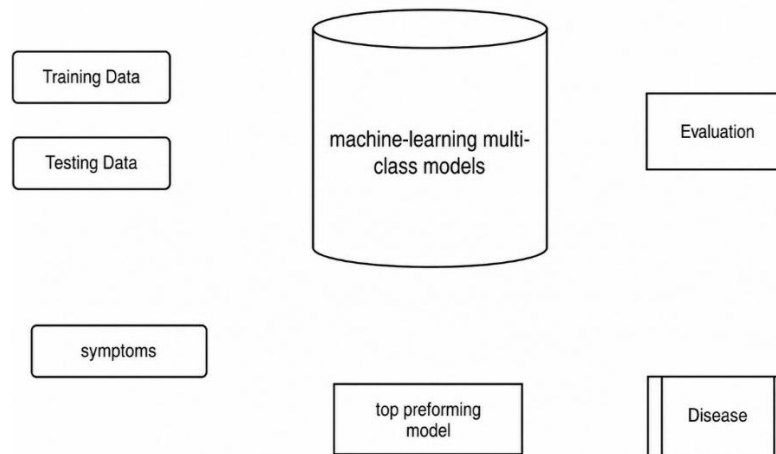 Training Data
Testing Data
machine-learning multi-
class models
Evaluation
symptoms
top preforming
model
Disease